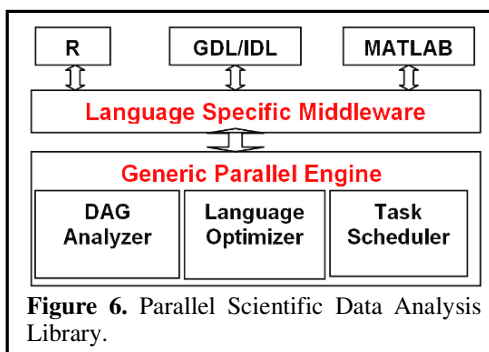 R GDL/IDL MATLAB
Language Specific Middleware
Generic Parallel Engine
DAG Analyzer
Language Optimizer
Task Scheduler
Figure 6. Parallel Scientific Data Analysis
Library.